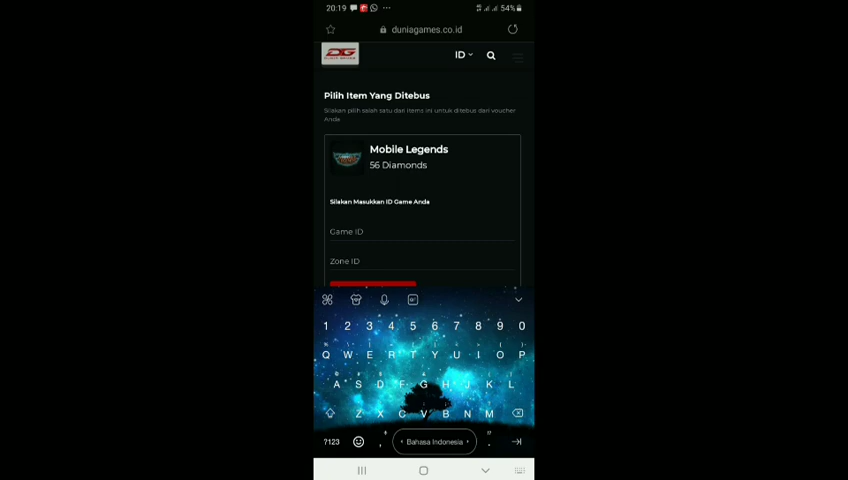 20:19 54%
duniagames.co.id
DG
ID
Pilih Item Yang Ditebus
Silakan pilih salah satu dari items ini untuk ditebus dari voucher
Anda
Mobile Legends
56 Diamonds
Silakan Masukkan ID Game Anda
Game ID
Zone ID
1 2 3 4 5 6 7 8 9 0
Q W E R T Y U I O P
A S D F G H J K L
Z X C V B N M
?123 , Bahasa Indonesia .